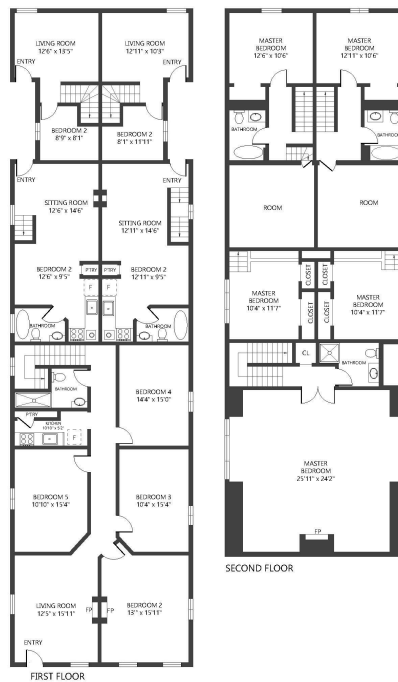 LIVING ROOM
12'6" x 13'5"
LIVING ROOM
12'11" x 10'3"
ENTRY
ENTRY
BEDROOM 2
8'9" x 8'1"
BEDROOM 2
8'1" x 11'11"
ENTRY
ENTRY
SITTING ROOM
12'6" x 14'6"
SITTING ROOM
12'11" x 14'6"
BEDROOM 2
12'6" x 9'5"
PTRY
PTRY
BEDROOM 2
12'11" x 9'5"
F
F
BATHROOM
BATHROOM
BATHROOM
BEDROOM 4
14'4" x 15'0"
PTRY
KITCHEN
10'10" x 5'2"
F
BEDROOM 5
10'10" x 15'4"
BEDROOM 3
10'4" x 15'4"
LIVING ROOM
12'5" x 15'11"
FP
FP
BEDROOM 2
13'" x 15'11"
ENTRY
FIRST FLOOR
MASTER
BEDROOM
12'6" x 10'6"
MASTER
BEDROOM
12'11" x 10'6"
BATHROOM
BATHROOM
ROOM
ROOM
CLOSET
CLOSET
MASTER
BEDROOM
10'4" x 11'7"
CLOSET
CLOSET
MASTER
BEDROOM
10'4" x 11'7"
CL
BATHROOM
MASTER
BEDROOM
25'11" x 24'2"
FP
SECOND FLOOR